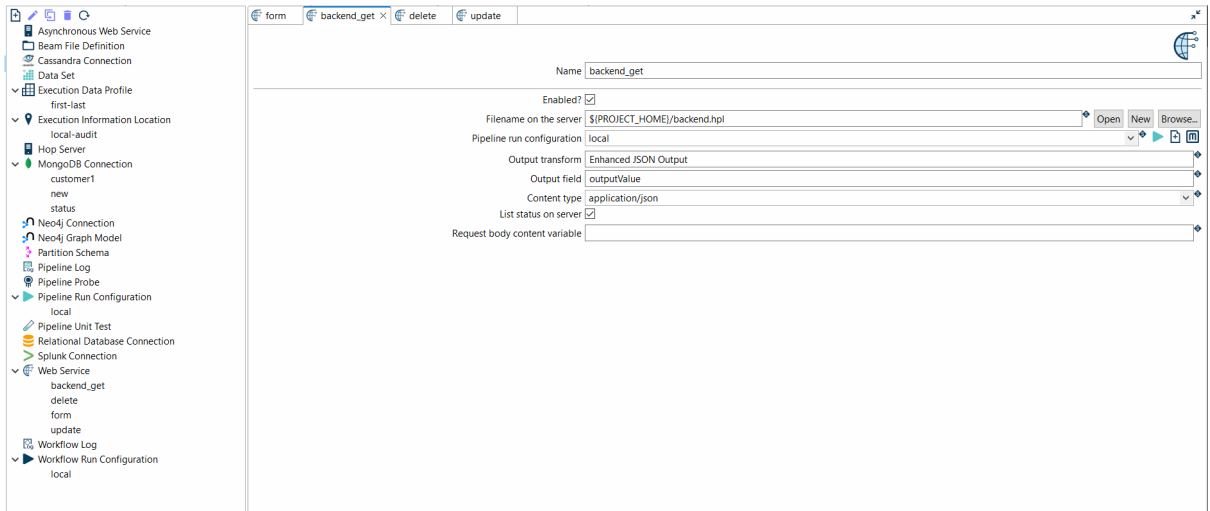 form
backend_get
delete
update
Asynchronous Web Service
Beam File Definition
Cassandra Connection
Data Set
Execution Data Profile
first-last
Execution Information Location
local-audit
Hop Server
MongoDB Connection
customer1
new
status
Neo4j Connection
Neo4j Graph Model
Partition Schema
Pipeline Log
Pipeline Probe
Pipeline Run Configuration
local
Pipeline Unit Test
Relational Database Connection
Splunk Connection
Web Service
backend_get
delete
form
update
Workflow Log
Workflow Run Configuration
local
Name backend_get
Enabled?
Filename on the server ${PROJECT_HOME}/backend.hpl Open New Browse...
Pipeline run configuration local
Output transform Enhanced JSON Output
Output field outputValue
Content type application/json
List status on server
Request body content variable